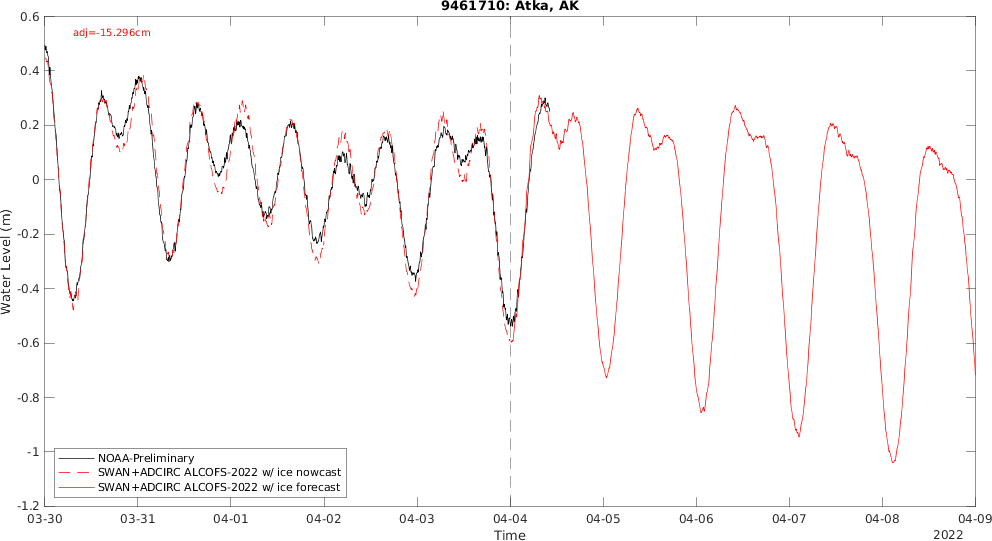 9461710: Atka, AK
adj=-15.296cm
0.6
0.4
0.2
0
-0.2
-0.4
-0.6
-0.8
-1
-1.2
Water Level (m)
NOAA-Preliminary
SWAN+ADCIRC ALCOFS-2022 w/ ice nowcast
SWAN+ADCIRC ALCOFS-2022 w/ ice forecast
03-30 03-31 04-01 04-02 04-03 04-04 04-05 04-06 04-07 04-08 04-09
Time
2022